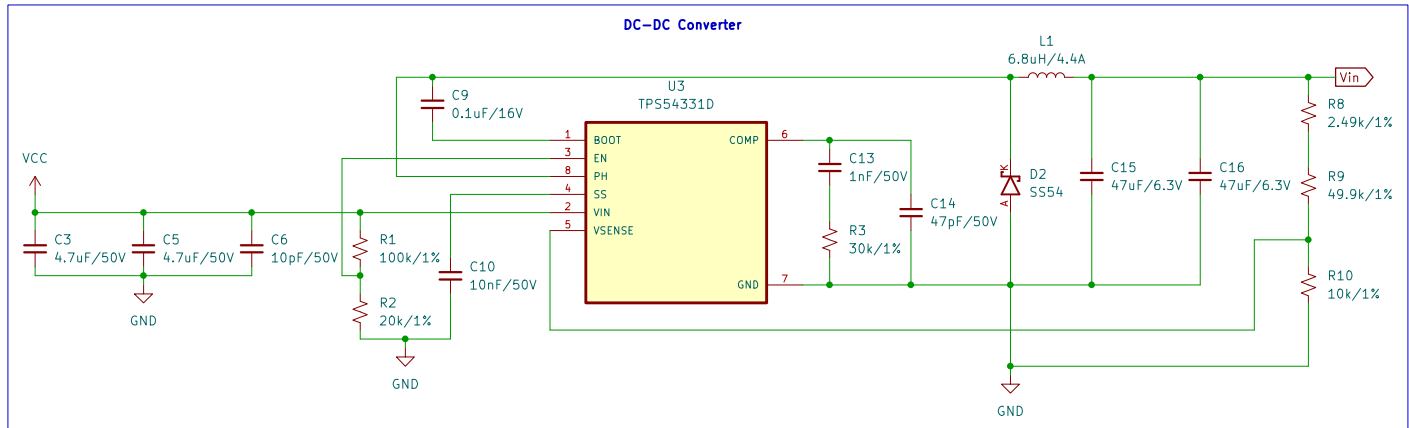 DC-DC Converter
L1
6.8uH/4.4A
Vin
U3
TPS54331D
C9
0.1uF/16V
R8
2.49k/1%
1
BOOT
COMP
6
3
EN
8
PH
4
SS
2
VIN
5
VSENSE
GND
7
VCC
C13
1nF/50V
K
D2
SS54
A
C15
47uF/6.3V
C16
47uF/6.3V
R9
49.9k/1%
C14
47pF/50V
R3
30k/1%
C3
4.7uF/50V
C5
4.7uF/50V
C6
10pF/50V
R1
100k/1%
C10
10nF/50V
R10
10k/1%
R2
20k/1%
GND
GND
GND